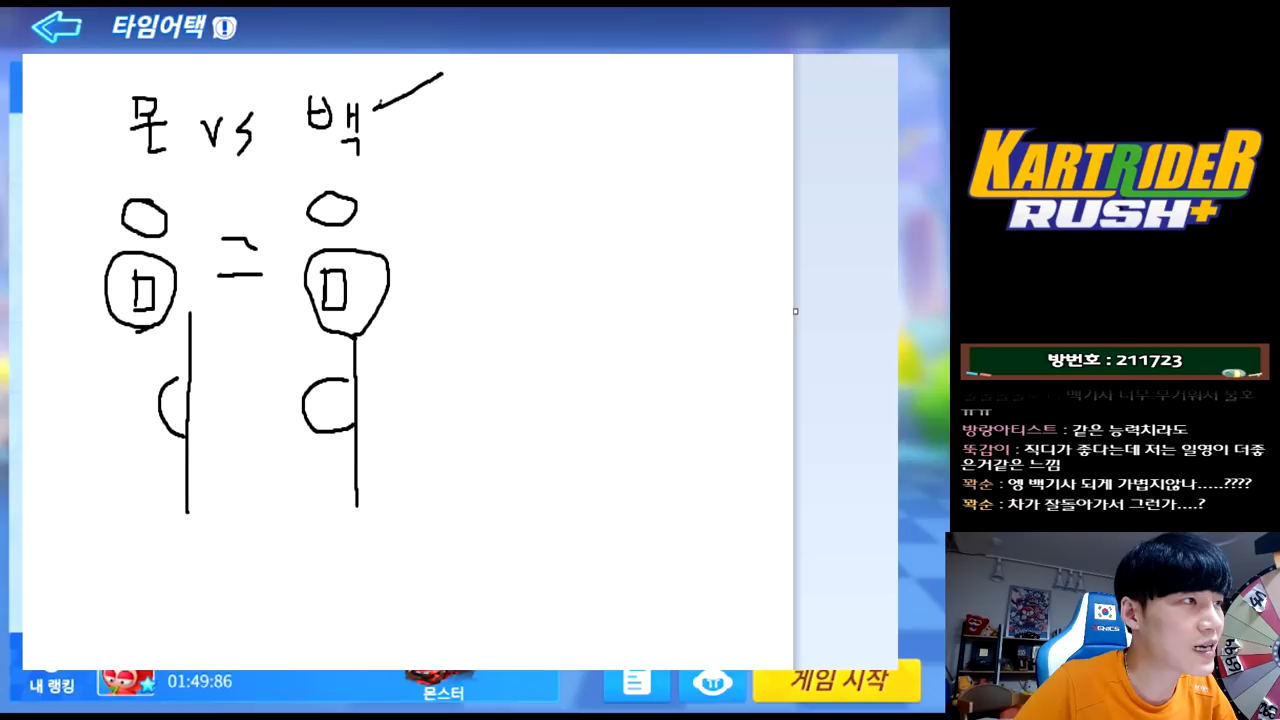 타임어택
몬 vs 백
내 랭킹
01:49:86
몬스터
게임 시작
KARTRIDER
RUSH+
방번호 : 211723
ㅠㅠ
방랑아티스트 : 같은 능력치라도
뚝감이 : 직디가 좋다는데 저는 일영이 더좋
은거같은 느낌
꽉순 : 엥 백기사 되게 가볍지않나.....????
꽉순 : 차가 잘돌아가서 그런가....?